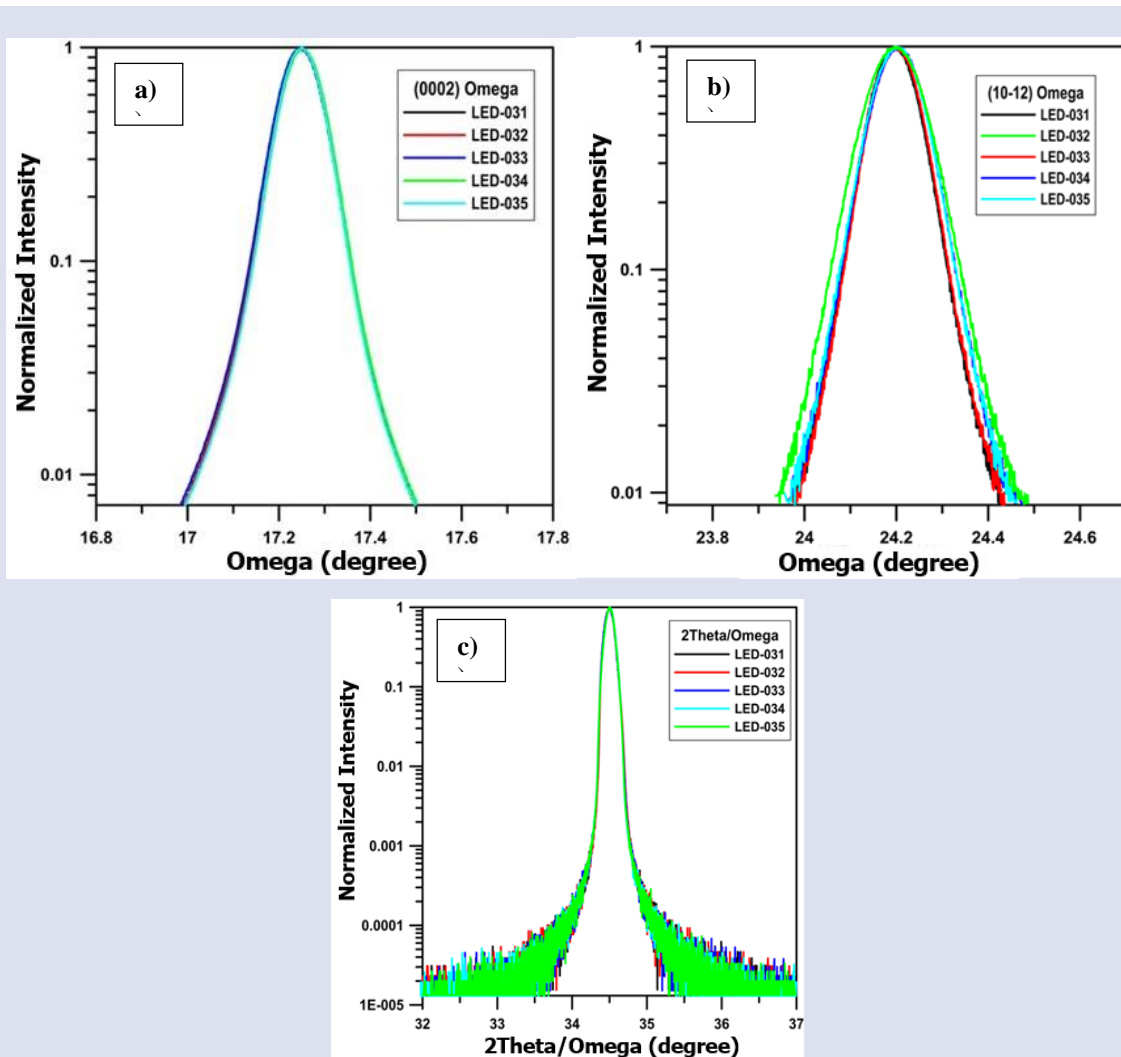 a)
(0002) Omega
LED-031
LED-032
LED-033
LED-034
LED-035
Normalized Intensity
1
0.1
0.01
16.8 17 17.2 17.4 17.6 17.8
Omega (degree)
b)
(10-12) Omega
LED-031
LED-032
LED-033
LED-034
LED-035
Normalized Intensity
1
0.1
0.01
23.8 24 24.2 24.4 24.6
Omega (degree)
c)
2Theta/Omega
LED-031
LED-032
LED-033
LED-034
LED-035
Normalized Intensity
1
0.1
0.01
0.001
0.0001
1E-005
32 33 34 35 36 37
2Theta/Omega (degree)